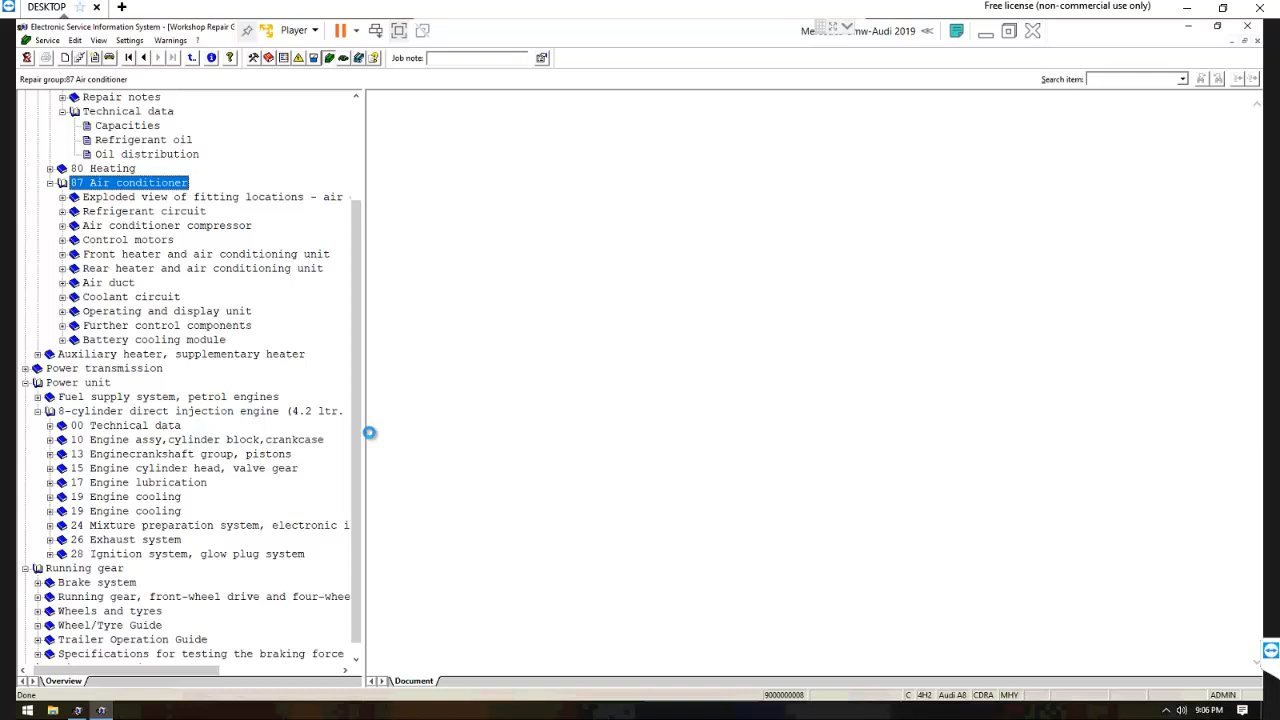 DESKTOP
Free license (non-commercial use only)
Electronic Service Information System - [Workshop Repair G
Player
Audi 2019
Service Edit View Settings Warnings ?
Job note:
Repair group:87 Air conditioner
Search item:
Repair notes
Technical data
Capacities
Refrigerant oil
Oil distribution
80 Heating
87 Air conditioner
Exploded view of fitting locations - air
Refrigerant circuit
Air conditioner compressor
Control motors
Front heater and air conditioning unit
Rear heater and air conditioning unit
Air duct
Coolant circuit
Operating and display unit
Further control components
Battery cooling module
Auxiliary heater, supplementary heater
Power transmission
Power unit
Fuel supply system, petrol engines
8-cylinder direct injection engine (4.2 ltr.
00 Technical data
10 Engine assy,cylinder block,crankcase
13 Enginecrankshaft group, pistons
15 Engine cylinder head, valve gear
17 Engine lubrication
19 Engine cooling
19 Engine cooling
24 Mixture preparation system, electronic i
26 Exhaust system
28 Ignition system, glow plug system
Running gear
Brake system
Running gear, front-wheel drive and four-whee
Wheels and tyres
Wheel/Tyre Guide
Trailer Operation Guide
Specifications for testing the braking force
Overview
Document
Done
9000000008 C 4H2 Audi A8 CDRA MHY ADMIN
9:06 PM